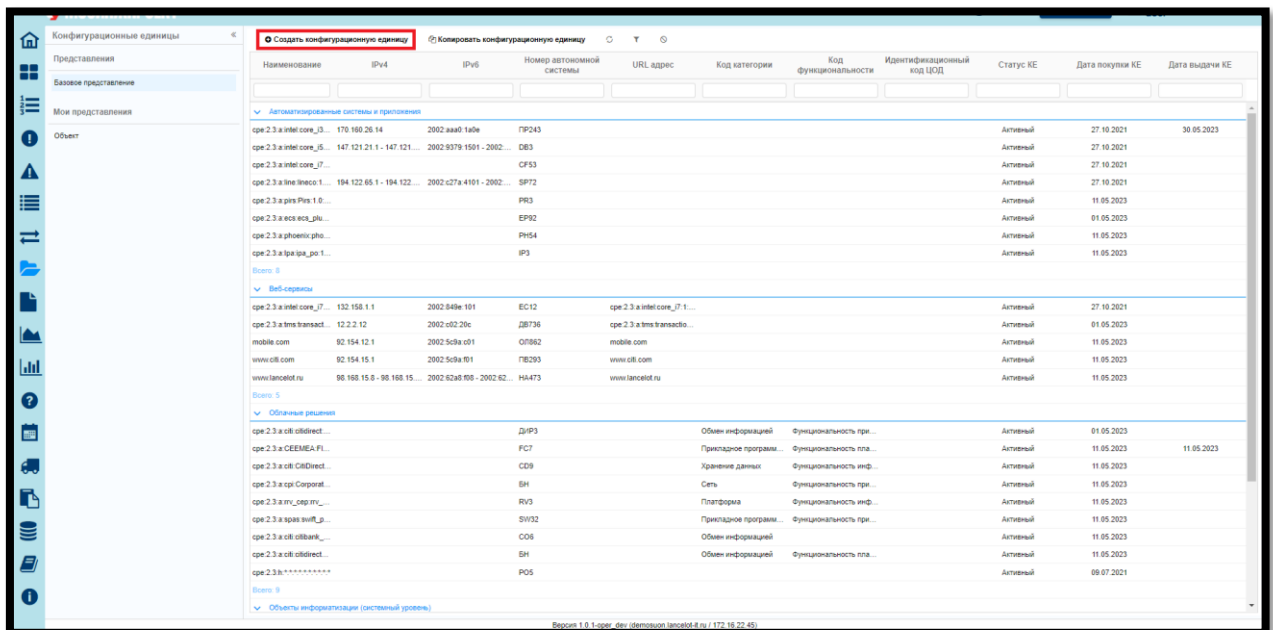 Конфигурационные единицы «
Создать конфигурационную единицу Копировать конфигурационную единицу
Представления
Базовое представление
Мои представления
Объект
Наименование IPv4 IPv6 Номер автономной системы URL адрес Код категории Код функциональности Идентификационный код ЦОД Статус КЕ Дата покупки КЕ Дата выдачи КЕ
Автоматизированные системы и приложения
cpe:2.3:a:intel:core_i3... 170.160.26.14 2002:aaa0:1a0e ПР243 Активный 27.10.2021 30.05.2023
cpe:2.3:a:intel:core_i5... 147.121.21.1 - 147.121.... 2002:9379:1501 - 2002:... DB3 Активный 27.10.2021
cpe:2.3:a:intel:core_i7... CF53 Активный 27.10.2021
cpe:2.3:a:line:lineco:1.... 194.122.65.1 - 194.122.... 2002:c27a:4101 - 2002:... SP72 Активный 27.10.2021
cpe:2.3:a:pirs:Pirs:1.0:... PR3 Активный 11.05.2023
cpe:2.3:a:ecs:ecs_plu... EP92 Активный 01.05.2023
cpe:2.3:a:phoenix:pho... PH54 Активный 11.05.2023
cpe:2.3:a:Ipa:ipa_po:1... IP3 Активный 11.05.2023
Всего: 8
Веб-сервисы
cpe:2.3:a:intel:core_i7... 132.158.1.1 2002:849e:101 EC12 cpe:2.3:a:intel:core_i7:1:... Активный 27.10.2021
cpe:2.3:a:tms:transact... 12.2.2.12 2002:c02:20c ДВ736 cpe:2.3:a:tms:transactio... Активный 01.05.2023
mobile.com 92.154.12.1 2002:5c9a:c01 ОП862 mobile.com Активный 11.05.2023
www.citi.com 92.154.15.1 2002:5c9a:f01 ПВ293 www.citi.com Активный 11.05.2023
www.lancelot.ru 98.168.15.8 - 98.168.15.... 2002:62a8:f08 - 2002:62... НА473 www.lancelot.ru Активный 11.05.2023
Всего: 5
Облачные решения
cpe:2.3:a:citi:citidirect:... ДИР3 Обмен информацией Функциональность при... Активный 01.05.2023
cpe:2.3:a:CEEMEA:FI... FC7 Прикладное программ... Функциональность пла... Активный 11.05.2023 11.05.2023
cpe:2.3:a:citi:CitiDirect... CD9 Хранение данных Функциональность инф... Активный 11.05.2023
cpe:2.3:a:cpi:Corporat... БН Сеть Функциональность при... Активный 11.05.2023
cpe:2.3:a:rrv_cep:rrv_... RV3 Платформа Функциональность инф... Активный 11.05.2023
cpe:2.3:a:spas:swift_p... SW32 Прикладное программ... Функциональность при... Активный 11.05.2023
cpe:2.3:a:citi:citibank_... CO6 Обмен информацией Активный 11.05.2023
cpe:2.3:a:citi:citidirect... БН Обмен информацией Функциональность пла... Активный 11.05.2023
cpe:2.3:h:*:*:*:*:*:*:*:*:*:* PO5 Активный 09.07.2021
Всего: 9
Объекты информатизации (системный уровень)
Версия 1.0.1-oper_dev (demosuon.lancelot-it.ru / 172.16.22.45)